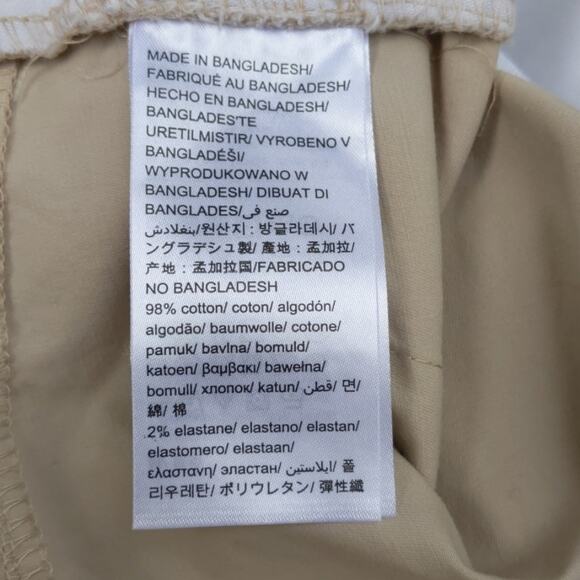 MADE IN BANGLADESH/
FABRIQUÉ AU BANGLADESH/
HECHO EN BANGLADESH/
BANGLADES'TE
URETILMISTIR/ VYROBENO V
BANGLADÉŠI/
WYPRODUKOWANO W
BANGLADESH/ DIBUAT DI
BANGLADES/صنع في
بنغلادش/원산지 : 방글라데시/ バ
ングラデシュ製/ 產地 : 孟加拉/
产地 : 孟加拉国/FABRICADO
NO BANGLADESH
98% cotton/ coton/ algodón/
algodão/ baumwolle/ cotone/
pamuk/ bavlna/ bomuld/
katoen/ βαμβακι/ bawełna/
bomull/ хлопок/ katun/ قطن/ 면/
綿/ 棉
2% elastane/ elastano/ elastan/
elastomero/ elastaan/
ελαστανη/ эластан/ ايلاستين/ 폴
리우레탄/ ポリウレタン/ 彈性纖